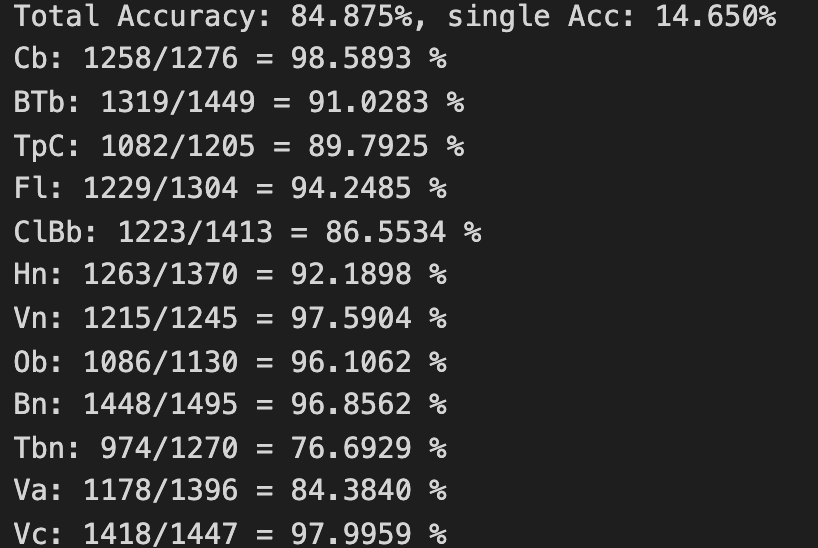 Total Accuracy: 84.875%, single Acc: 14.650%
Cb: 1258/1276 = 98.5893 %
BTb: 1319/1449 = 91.0283 %
TpC: 1082/1205 = 89.7925 %
Fl: 1229/1304 = 94.2485 %
ClBb: 1223/1413 = 86.5534 %
Hn: 1263/1370 = 92.1898 %
Vn: 1215/1245 = 97.5904 %
Ob: 1086/1130 = 96.1062 %
Bn: 1448/1495 = 96.8562 %
Tbn: 974/1270 = 76.6929 %
Va: 1178/1396 = 84.3840 %
Vc: 1418/1447 = 97.9959 %